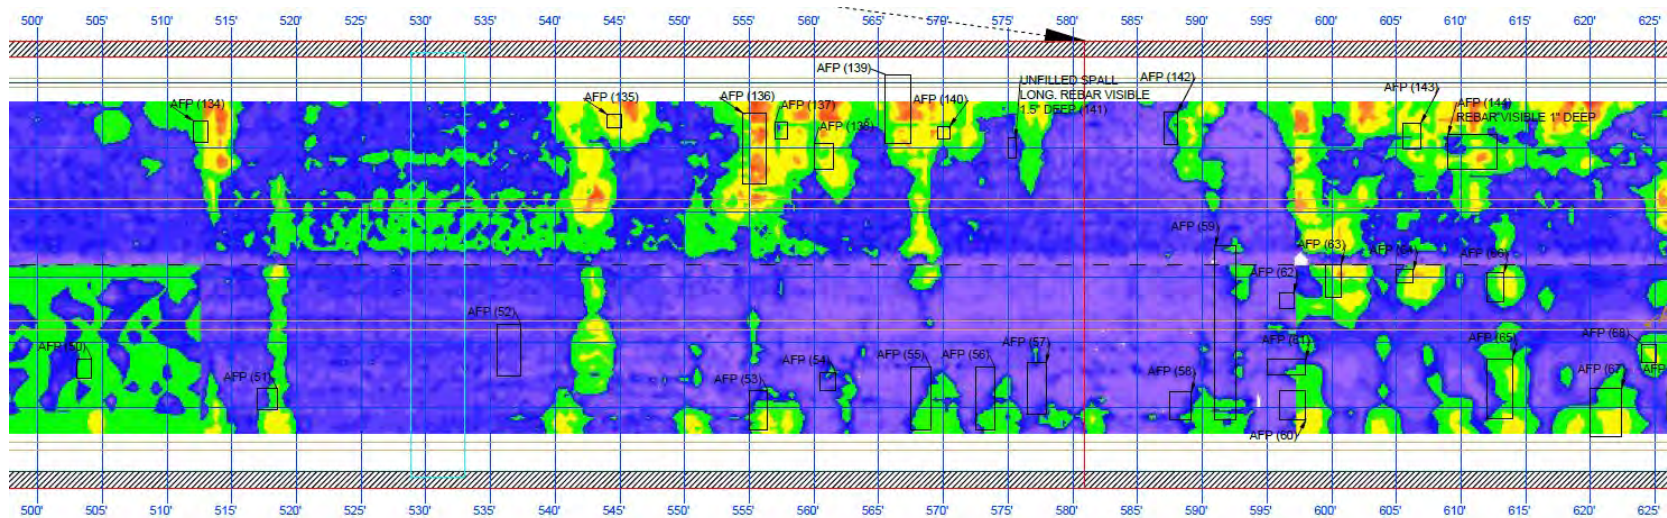 500' 505' 510' 515' 520' 525' 530' 535' 540' 545' 550' 555' 560' 565' 570' 575' 580' 585' 590' 595' 600' 605' 610' 615' 620' 625'
AFP (139)
AFP (134)
AFP (135)
AFP (136)
AFP (137)
AFP (138)
AFP (140)
UNFILLED SPALL
LONG. REBAR VISIBLE
1.5" DEEP (141)
AFP (142)
AFP (143)
AFP (144)
REBAR VISIBLE 1" DEEP
AFP (59)
AFP (62)
AFP (63)
AFP (64)
AFP (66)
AFP (52)
AFP (50)
AFP (51)
AFP (53)
AFP (54)
AFP (55)
AFP (56)
AFP (57)
AFP (58)
AFP (61)
AFP (60)
AFP (65)
AFP (68)
AFP (67)
AFP
500' 505' 510' 515' 520' 525' 530' 535' 540' 545' 550' 555' 560' 565' 570' 575' 580' 585' 590' 595' 600' 605' 610' 615' 620' 625'